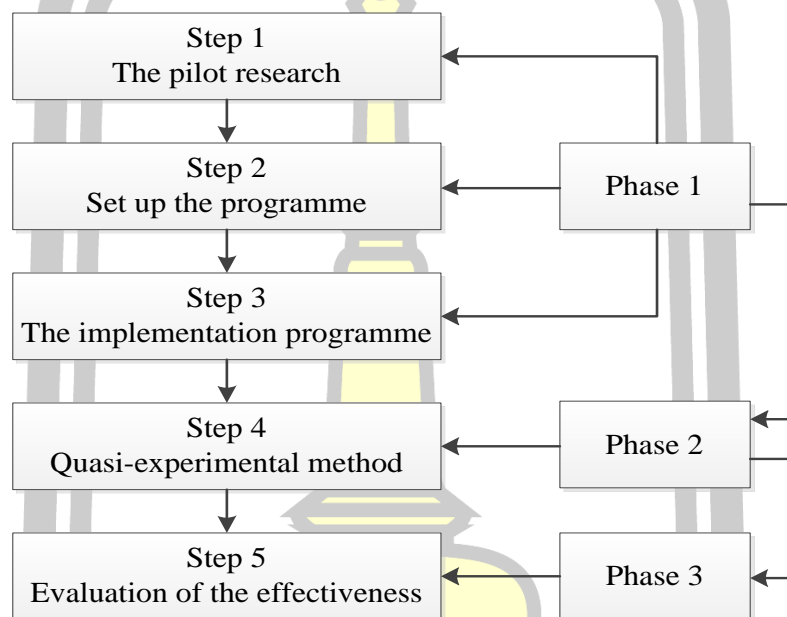 Step 1
The pilot research
Step 2
Set up the programme
Phase 1
Step 3
The implementation programme
Step 4
Quasi-experimental method
Phase 2
Step 5
Evaluation of the effectiveness
Phase 3